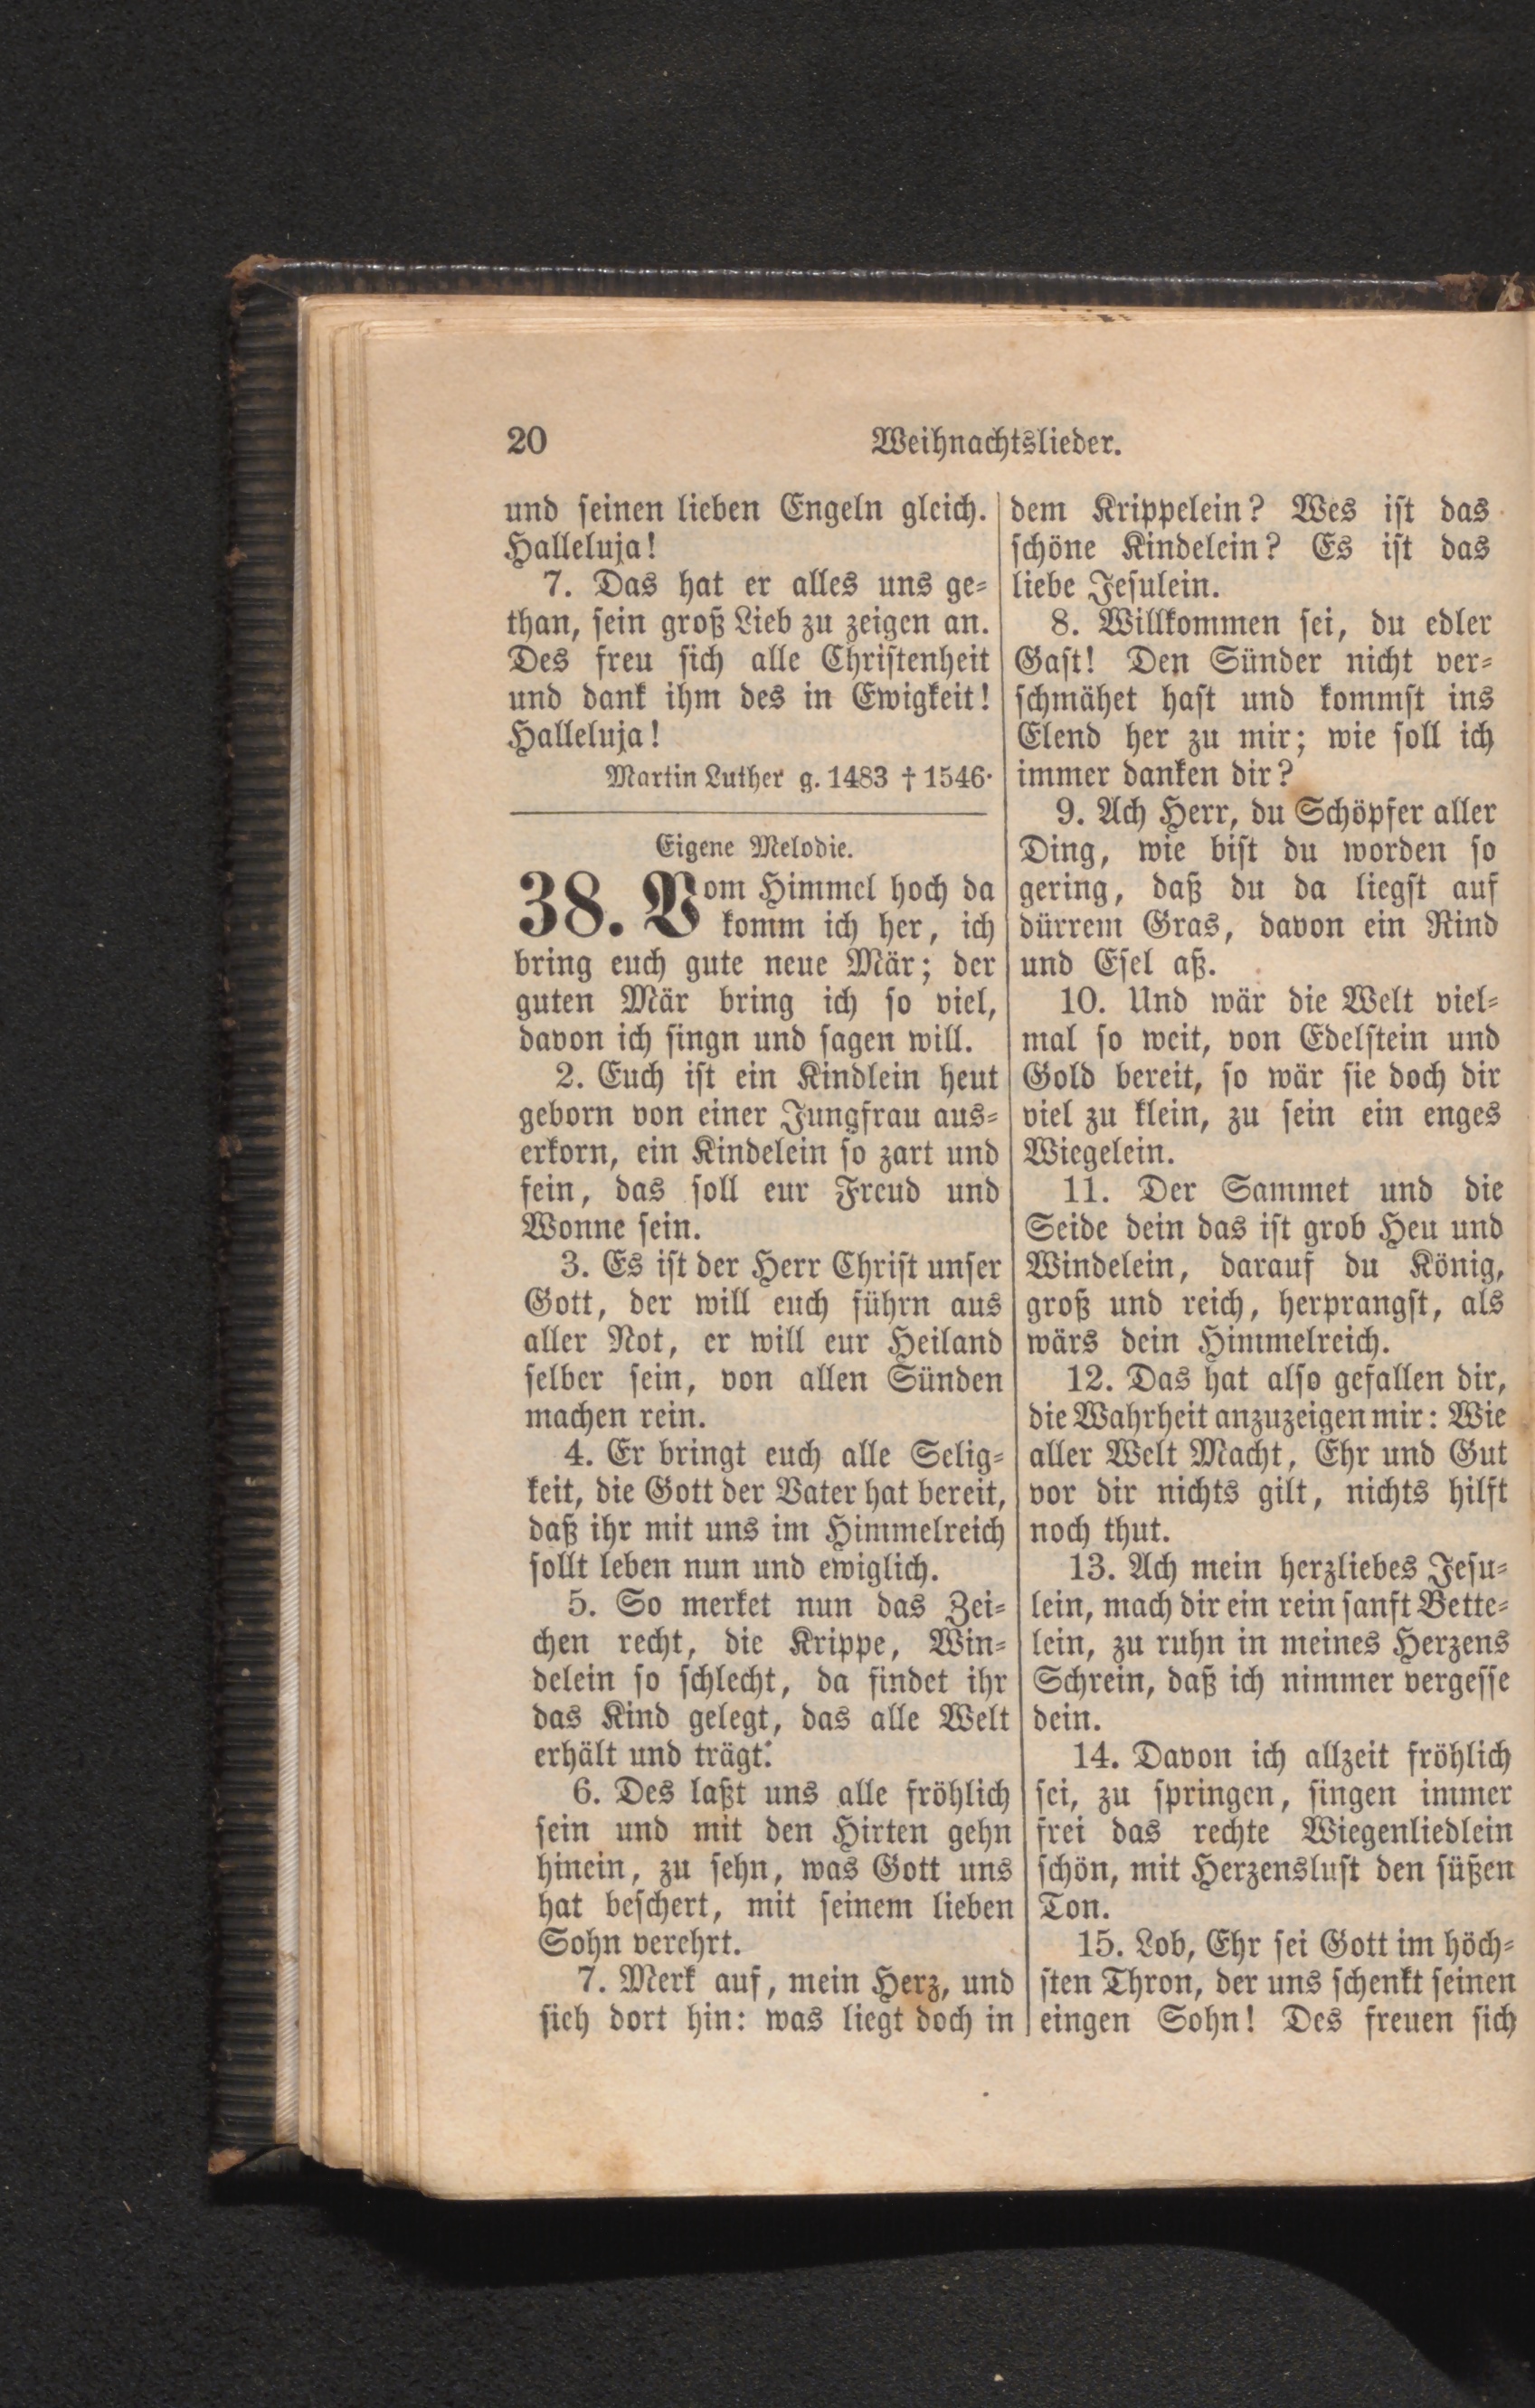 20
Weihnachtslieder.
und seinen lieben Engeln gleich.
Halleluja!
7. Das hat er alles uns ge-
than, sein groß Lieb zu zeigen an.
Des freu sich alle Christenheit
und dank ihm des in Ewigkeit!
Halleluja!
Martin Luther g. 1483 † 1546.
Eigene Melodie.
38. Vom Himmel hoch da
komm ich her, ich
bring euch gute neue Mär; der
guten Mär bring ich so viel,
davon ich singn und sagen will.
2. Euch ist ein Kindlein heut
geborn von einer Jungfrau aus-
erkorn, ein Kindelein so zart und
fein, das soll eur Freud und
Wonne sein.
3. Es ist der Herr Christ unser
Gott, der will euch führn aus
aller Not, er will eur Heiland
selber sein, von allen Sünden
machen rein.
4. Er bringt euch alle Selig-
keit, die Gott der Vater hat bereit,
daß ihr mit uns im Himmelreich
sollt leben nun und ewiglich.
5. So merket nun das Zei-
chen recht, die Krippe, Win-
delein so schlecht, da findet ihr
das Kind gelegt, das alle Welt
erhält und trägt.
6. Des laßt uns alle fröhlich
sein und mit den Hirten gehn
hinein, zu sehn, was Gott uns
hat beschert, mit seinem lieben
Sohn verehrt.
7. Merk auf, mein Herz, und
sieh dort hin: was liegt doch in
dem Krippelein? Wes ist das
schöne Kindelein? Es ist das
liebe Jesulein.
8. Willkommen sei, du edler
Gast! Den Sünder nicht ver-
schmähet hast und kommst ins
Elend her zu mir; wie soll ich
immer danken dir?
9. Ach Herr, du Schöpfer aller
Ding, wie bist du worden so
gering, daß du da liegst auf
dürrem Gras, davon ein Rind
und Esel aß.
10. Und wär die Welt viel-
mal so weit, von Edelstein und
Gold bereit, so wär sie doch dir
viel zu klein, zu sein ein enges
Wiegelein.
11. Der Sammet und die
Seide dein das ist grob Heu und
Windelein, darauf du König,
groß und reich, herprangst, als
wärs dein Himmelreich.
12. Das hat also gefallen dir,
die Wahrheit anzuzeigen mir: Wie
aller Welt Macht, Ehr und Gut
vor dir nichts gilt, nichts hilft
noch thut.
13. Ach mein herzliebes Jesu-
lein, mach dir ein rein sanft Bette-
lein, zu ruhn in meines Herzens
Schrein, daß ich nimmer vergesse
dein.
14. Davon ich allzeit fröhlich
sei, zu springen, singen immer
frei das rechte Wiegenliedlein
schön, mit Herzenslust den süßen
Ton.
15. Lob, Ehr sei Gott im höch-
sten Thron, der uns schenkt seinen
eingen Sohn! Des freuen sich